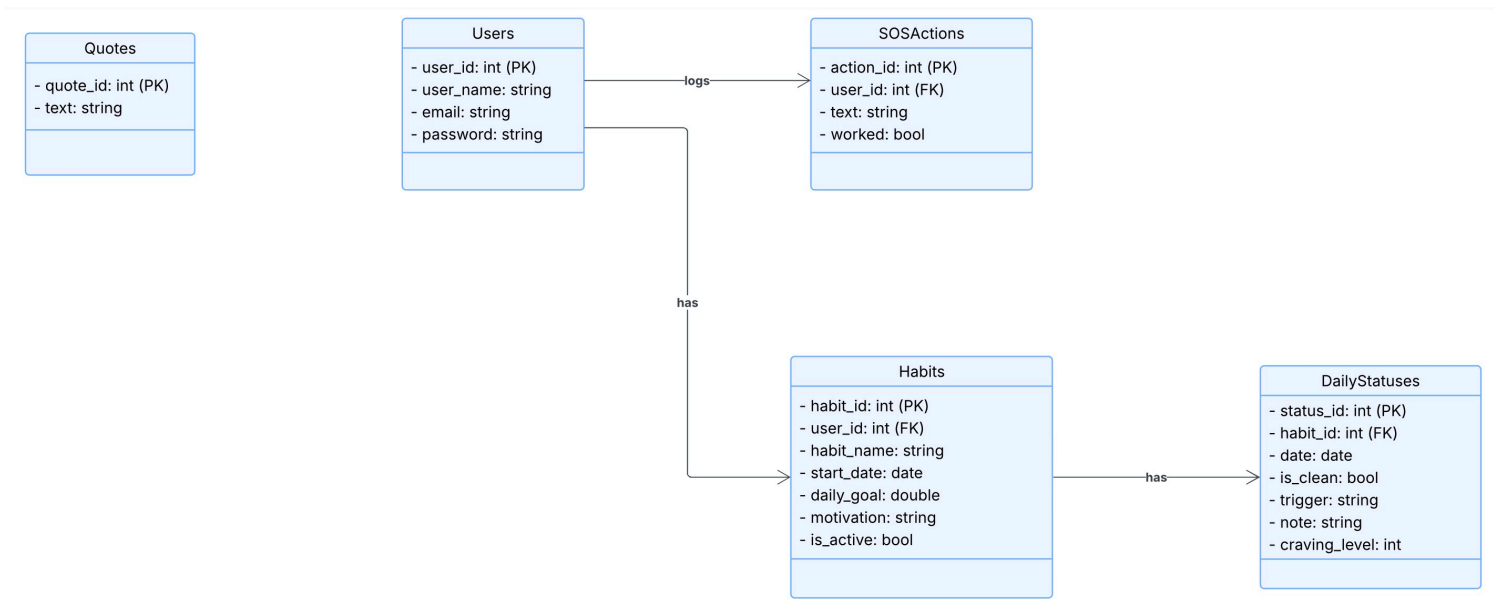 Quotes
- quote_id: int (PK)
- text: string
Users
- user_id: int (PK)
- user_name: string
- email: string
- password: string
logs
SOSActions
- action_id: int (PK)
- user_id: int (FK)
- text: string
- worked: bool
has
Habits
- habit_id: int (PK)
- user_id: int (FK)
- habit_name: string
- start_date: date
- daily_goal: double
- motivation: string
- is_active: bool
has
DailyStatuses
- status_id: int (PK)
- habit_id: int (FK)
- date: date
- is_clean: bool
- trigger: string
- note: string
- craving_level: int